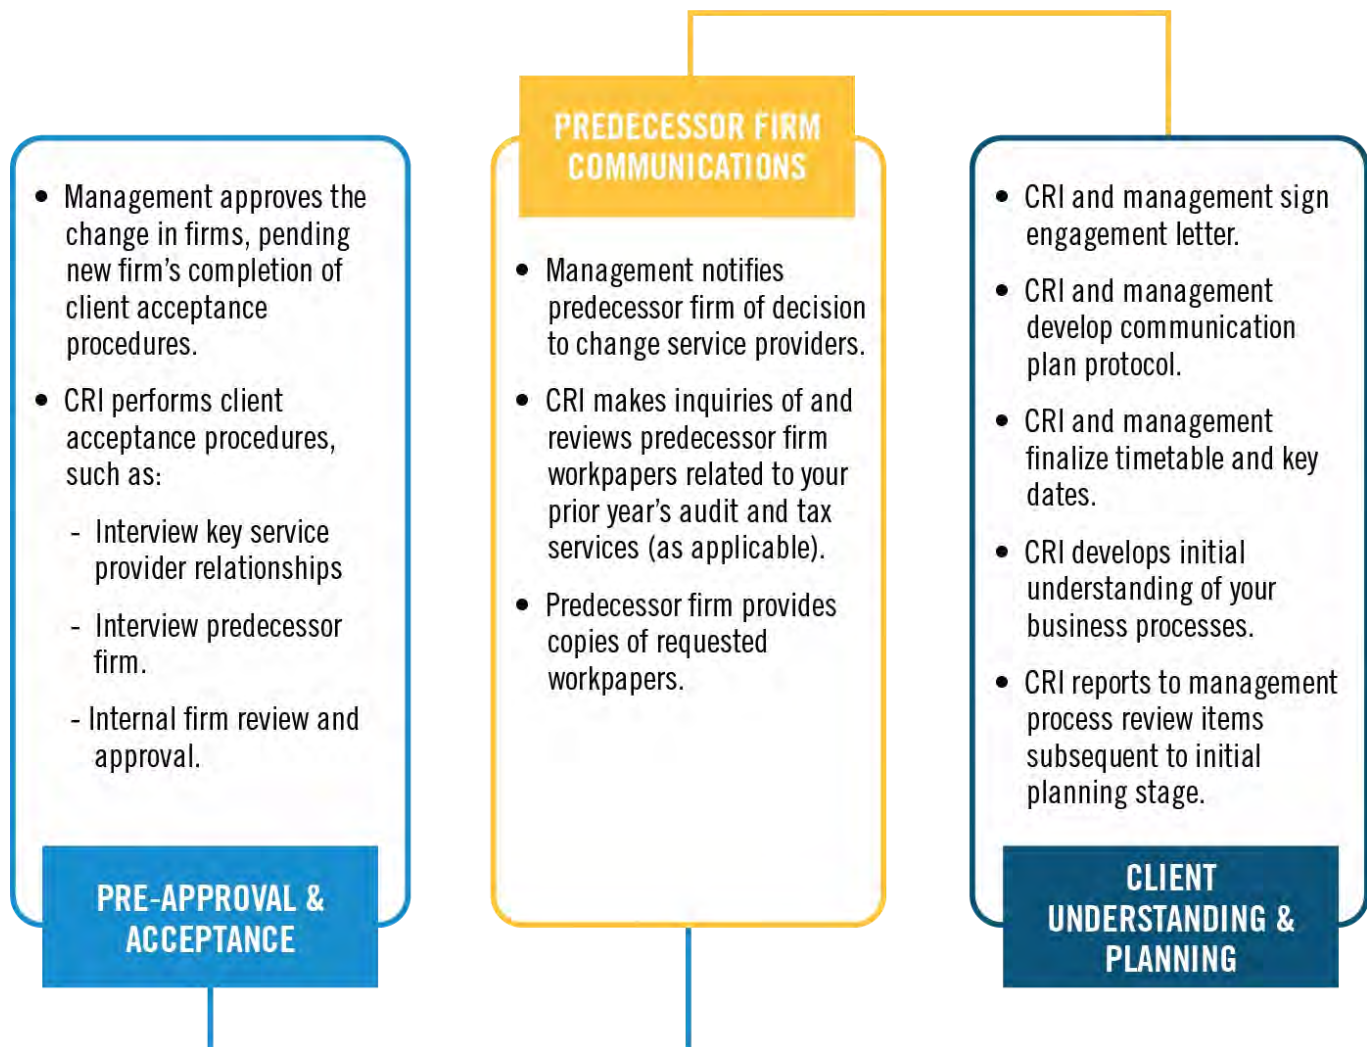 • Management approves the
change in firms, pending
new firm's completion of
client acceptance
procedures.
• CRI performs client
acceptance procedures,
such as:
- Interview key service
provider relationships
- Interview predecessor
firm.
- Internal firm review and
approval.
PRE-APPROVAL &
ACCEPTANCE
PREDECESSOR FIRM
COMMUNICATIONS
• Management notifies
predecessor firm of decision
to change service providers.
• CRI makes inquiries of and
reviews predecessor firm
workpapers related to your
prior year's audit and tax
services (as applicable).
• Predecessor firm provides
copies of requested
workpapers.
• CRI and management sign
engagement letter.
• CRI and management
develop communication
plan protocol.
• CRI and management
finalize timetable and key
dates.
• CRI develops initial
understanding of your
business processes.
• CRI reports to management
process review items
subsequent to initial
planning stage.
CLIENT
UNDERSTANDING &
PLANNING